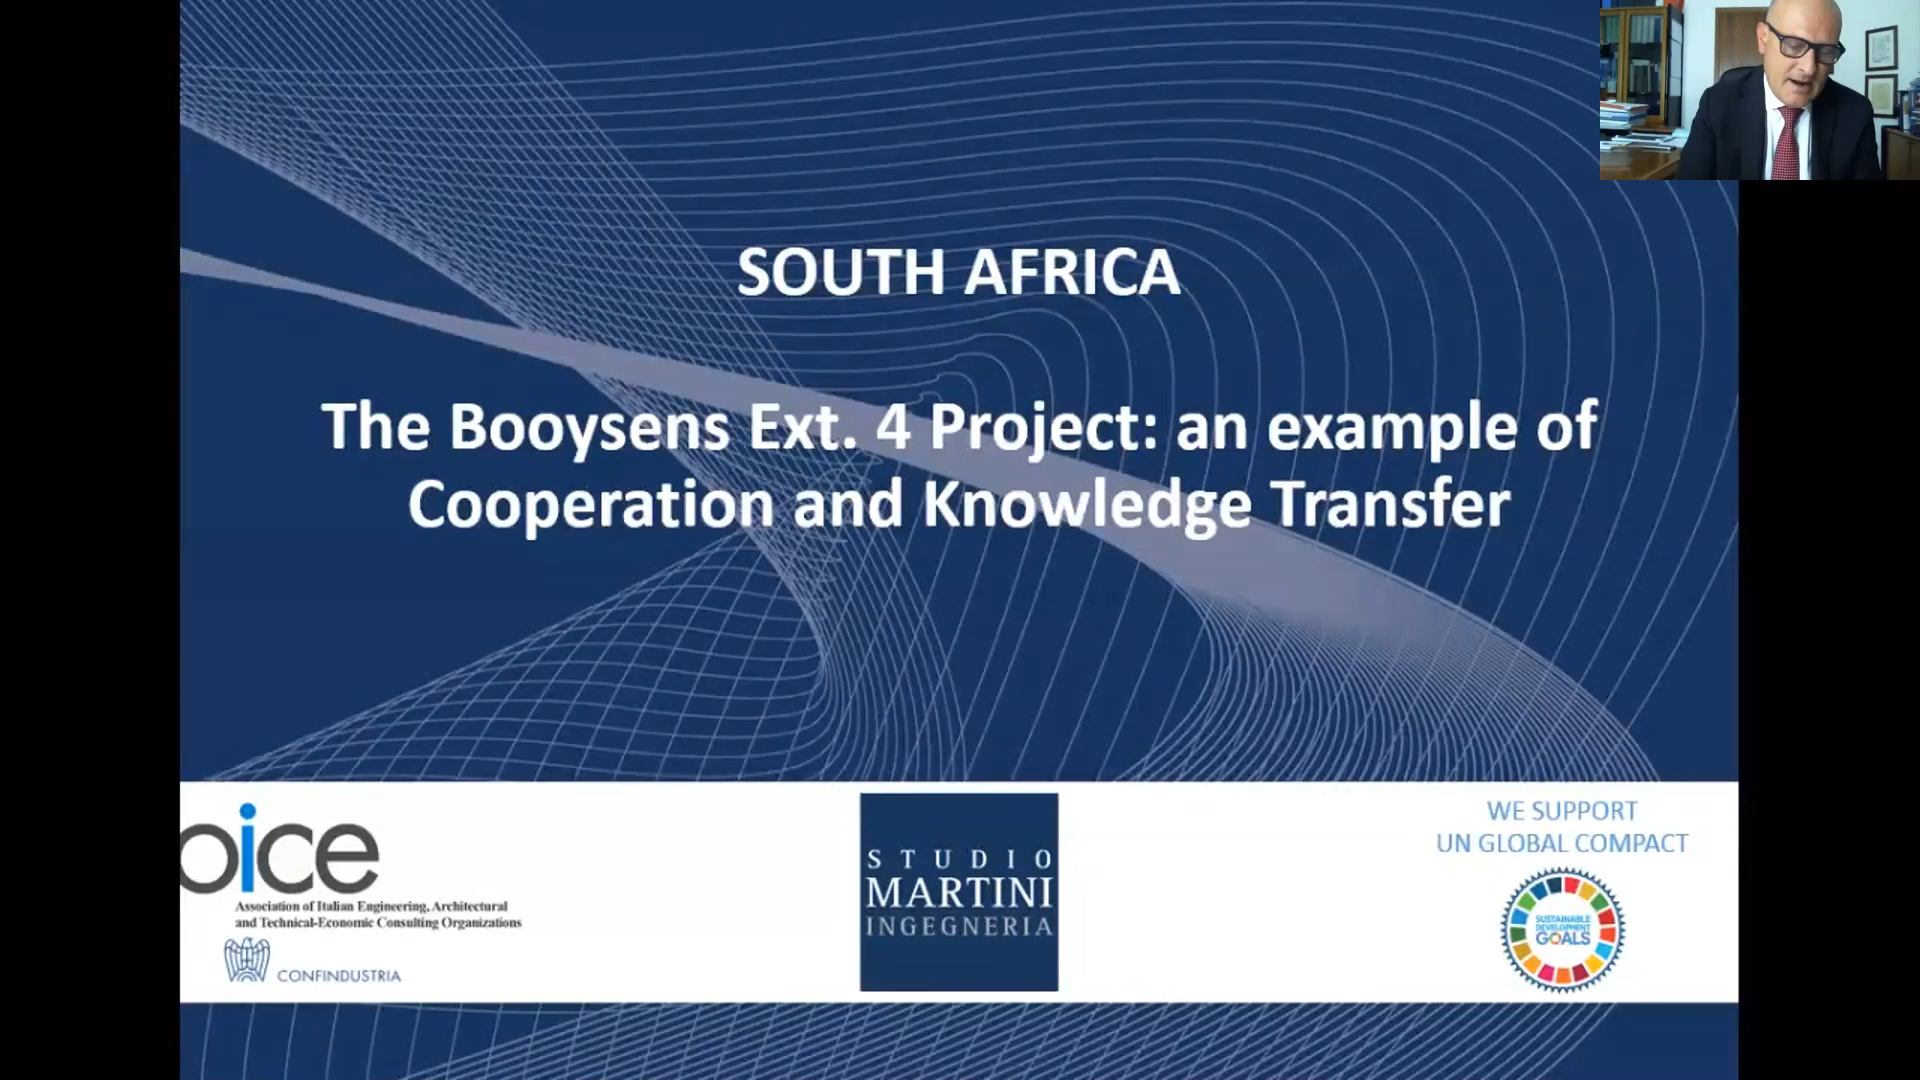 SOUTH AFRICA
The Booysens Ext. 4 Project: an example of
Cooperation and Knowledge Transfer
oice
Association of Italian Engineering, Architectural
and Technical-Economic Consulting Organizations
CONFINDUSTRIA
STUDIO
MARTINI
INGEGNERIA
WE SUPPORT
UN GLOBAL COMPACT
SUSTAINABLE
DEVELOPMENT
GOALS